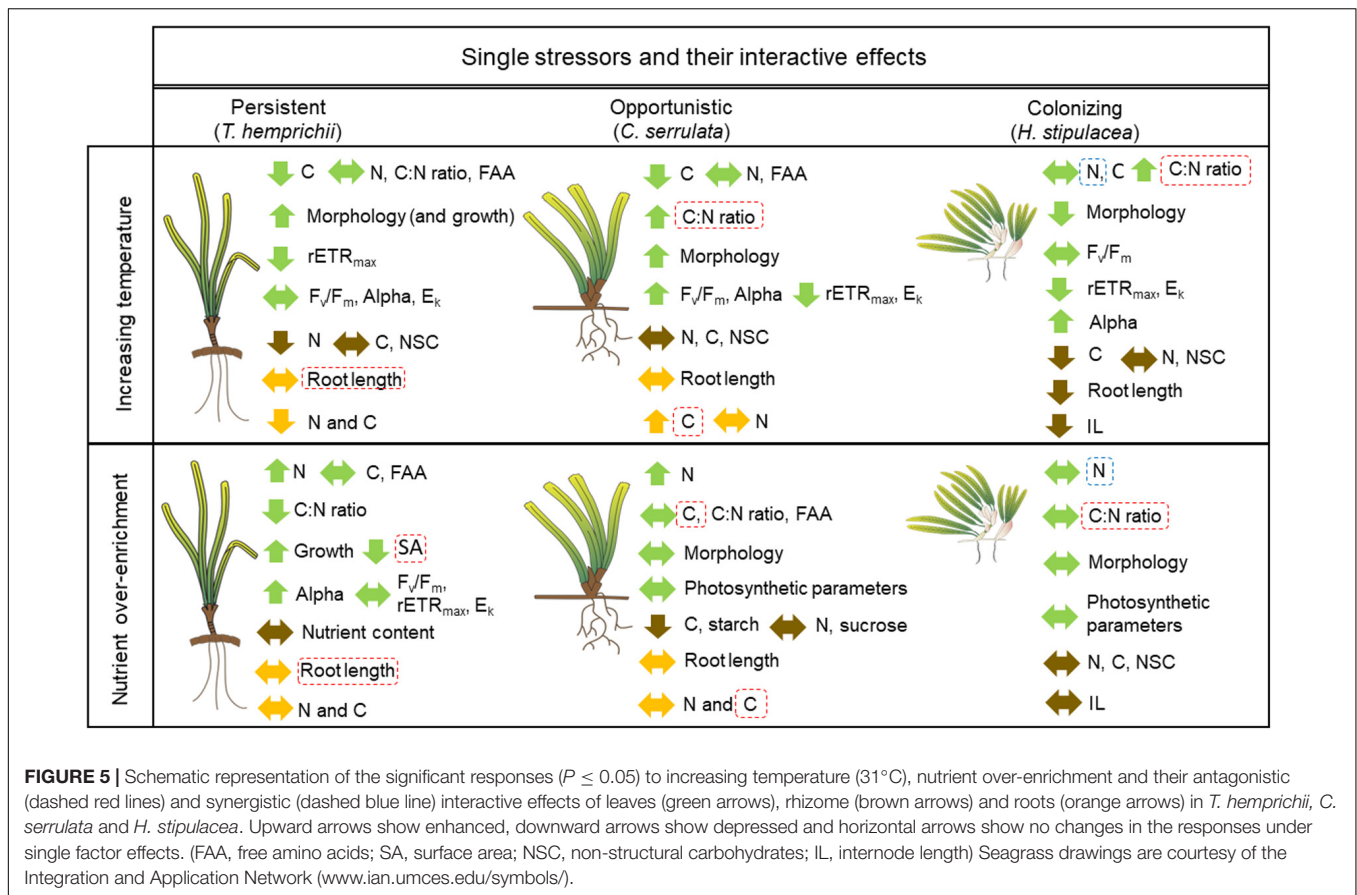 Single stressors and their interactive effects
Persistent
(T. hemprichii)
Opportunistic
(C. serrulata)
Colonizing
(H. stipulacea)
Increasing temperature
C N, C:N ratio, FAA
Morphology (and growth)
rETRmax
Fv/Fm, Alpha, Ek
N C, NSC
Root length
N and C
C N, FAA
C:N ratio
Morphology
Fv/Fm, Alpha rETRmax, Ek
N, C, NSC
Root length
C N
N, C C:N ratio
Morphology
Fv/Fm
rETRmax, Ek
Alpha
C N, NSC
Root length
IL
Nutrient over-enrichment
N C, FAA
C:N ratio
Growth SA
Alpha Fv/Fm,
rETRmax, Ek
Nutrient content
Root length
N and C
N
C, C:N ratio, FAA
Morphology
Photosynthetic parameters
C, starch N, sucrose
Root length
N and C
N
C:N ratio
Morphology
Photosynthetic
parameters
N, C, NSC
IL
FIGURE 5 | Schematic representation of the significant responses (P ≤ 0.05) to increasing temperature (31°C), nutrient over-enrichment and their antagonistic
(dashed red lines) and synergistic (dashed blue line) interactive effects of leaves (green arrows), rhizome (brown arrows) and roots (orange arrows) in T. hemprichii, C.
serrulata and H. stipulacea. Upward arrows show enhanced, downward arrows show depressed and horizontal arrows show no changes in the responses under
single factor effects. (FAA, free amino acids; SA, surface area; NSC, non-structural carbohydrates; IL, internode length) Seagrass drawings are courtesy of the
Integration and Application Network (www.ian.umces.edu/symbols/).